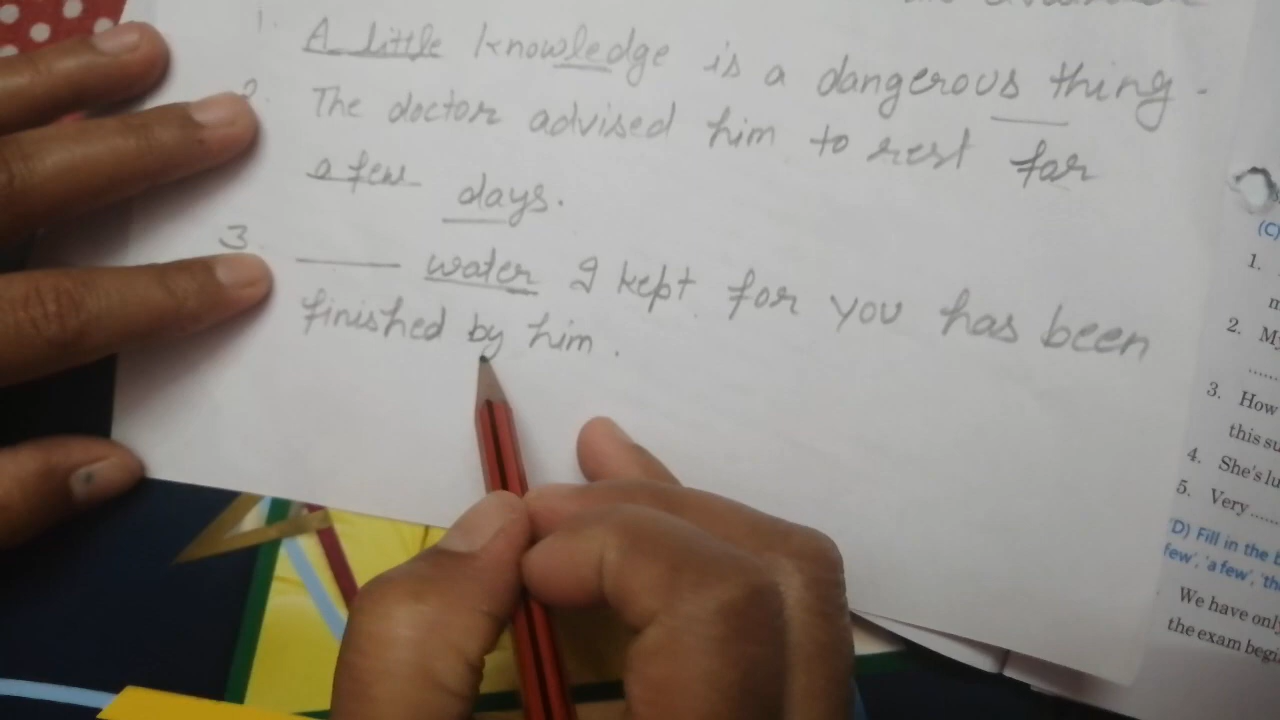 1. A little knowledge is a dangerous thing.
2. The doctor advised him to rest for
a few days.
3. ____ water I kept for you has been
finished by him.
(C)
1.
2. My
......
3. How
this su
4. She's lu
5. Very ......
(D) Fill in the b
few', 'a few', 'th
We have only
the exam begi